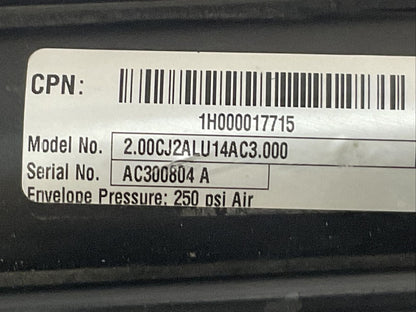 CPN:
1H000017715
Model No. 2.00CJ2ALU14AC3.000
Serial No. AC300804 A
Envelope Pressure: 250 psi Air